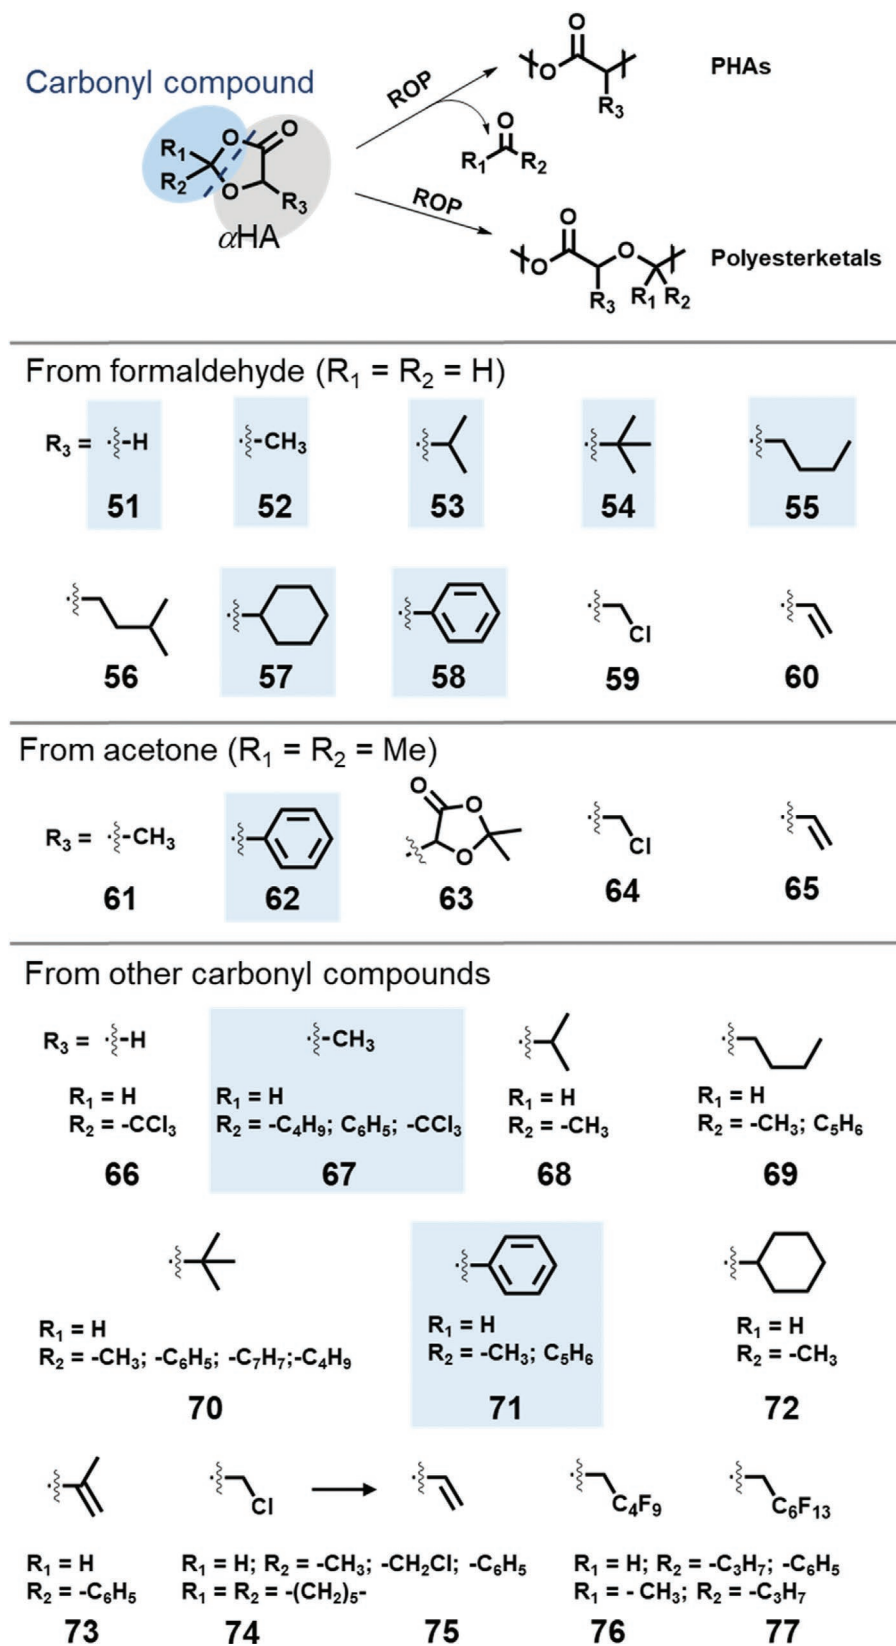 Carbonyl compound
αHA
R1
R2
O
O
O
R3
ROP
O
O
R3
PHAs
O
R1
R2
ROP
O
O
O
R3
R1
R2
Polyesterketals
From formaldehyde (R1 = R2 = H)
R3 = -H
-CH3
51
52
53
54
55
Cl
56
57
58
59
60
From acetone (R1 = R2 = Me)
R3 = -CH3
O
O
O
Cl
61
62
63
64
65
From other carbonyl compounds
R3 = -H
-CH3
R1 = H
R2 = -CCl3
66
R1 = H
R2 = -C4H9; C6H5; -CCl3
67
R1 = H
R2 = -CH3
68
R1 = H
R2 = -CH3; C5H6
69
R1 = H
R2 = -CH3; -C6H5; -C7H7;-C4H9
70
R1 = H
R2 = -CH3; C5H6
71
R1 = H
R2 = -CH3
72
Cl
C4F9
C6F13
R1 = H
R2 = -C6H5
73
R1 = H; R2 = -CH3; -CH2Cl; -C6H5
R1 = R2 = -(CH2)5-
74
75
R1 = H; R2 = -C3H7; -C6H5
R1 = - CH3; R2 = -C3H7
76
77